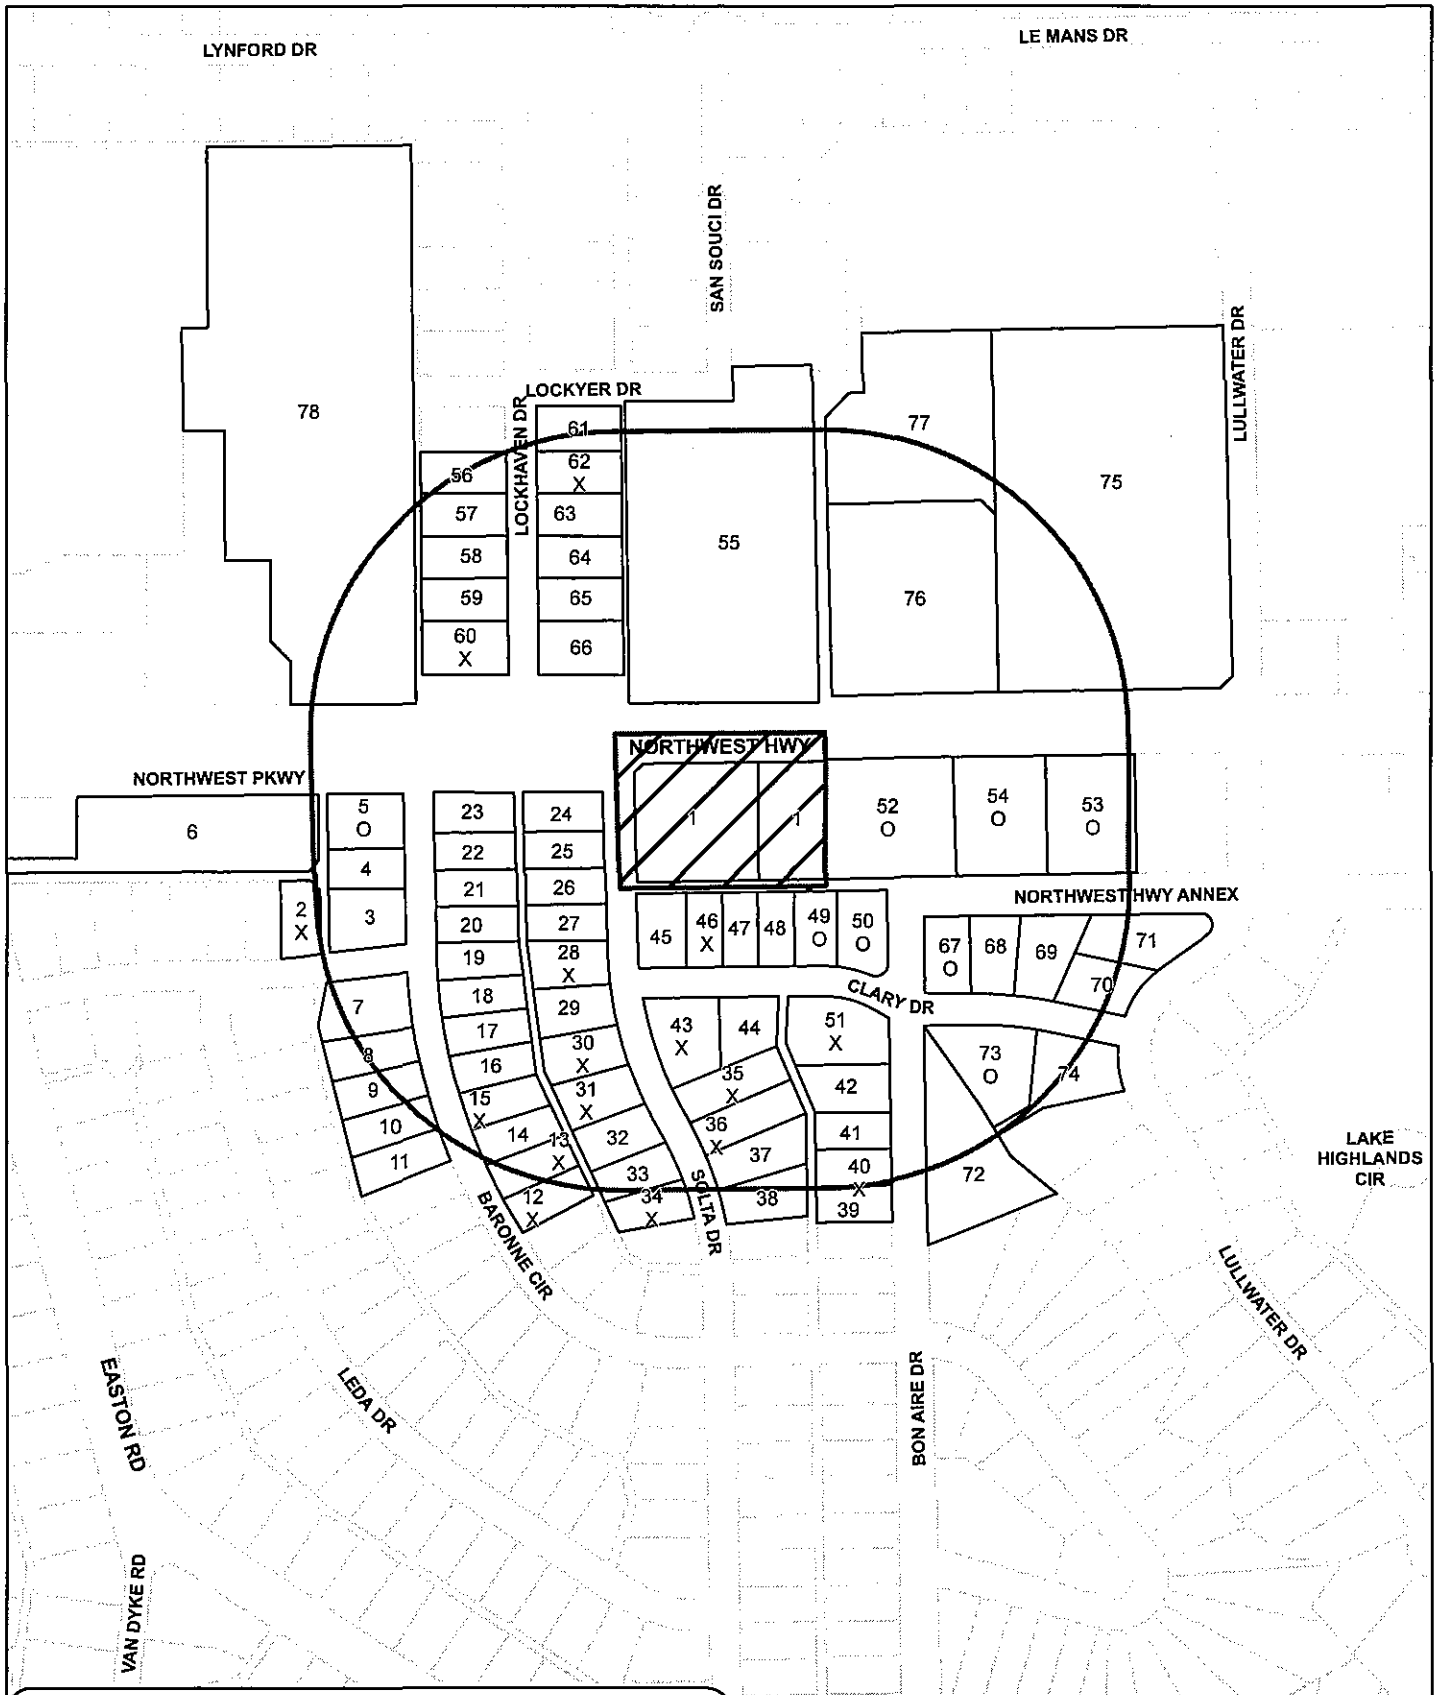 LYNFORD DR
LE MANS DR
SAN SOUCI DR
LULLWATER DR
LOCKYER DR
LOCKHAVEN DR
78
77
61
62
X
56
75
57
63
55
58
64
59
65
76
60
X
66
NORTHWEST HWY
NORTHWEST PKWY
6
5
O
4
3
2
X
23
22
21
20
19
18
17
16
15
X
14
13
X
12
X
24
25
26
27
28
X
29
30
X
31
X
32
33
34
X
1
1
52
O
54
O
53
O
NORTHWEST HWY ANNEX
45
46
X
47
48
49
O
50
O
67
O
68
69
71
70
CLARY DR
7
8
9
10
11
43
X
44
51
X
35
X
42
36
X
37
41
40
X
38
39
73
O
74
72
SOLTA DR
BARONNE CIR
LAKE
HIGHLANDS
CIR
LULLWATER DR
EASTON RD
LEDA DR
BON AIRE DR
VAN DYKE RD